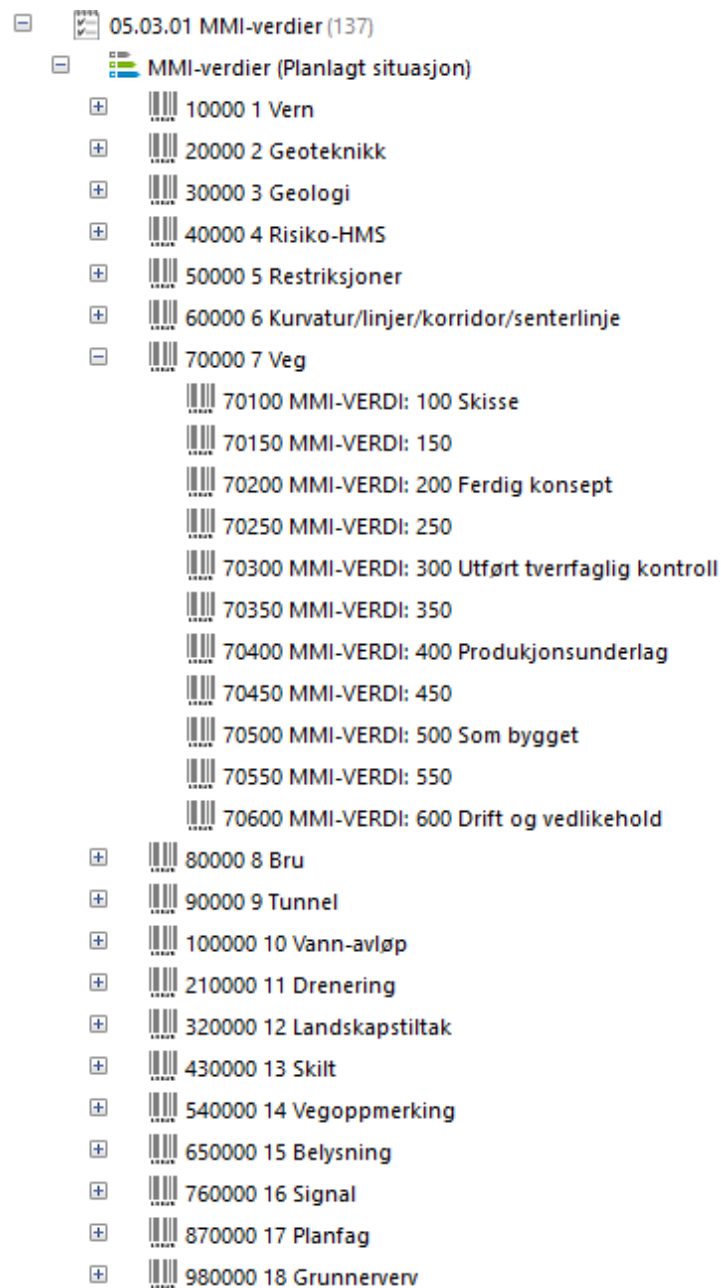 05.03.01 MMI-verdier (137)
MMI-verdier (Planlagt situasjon)
10000 1 Vern
20000 2 Geoteknikk
30000 3 Geologi
40000 4 Risiko-HMS
50000 5 Restriksjoner
60000 6 Kurvatur/linjer/korridor/senterlinje
70000 7 Veg
70100 MMI-VERDI: 100 Skisse
70150 MMI-VERDI: 150
70200 MMI-VERDI: 200 Ferdig konsept
70250 MMI-VERDI: 250
70300 MMI-VERDI: 300 Utført tverrfaglig kontroll
70350 MMI-VERDI: 350
70400 MMI-VERDI: 400 Produkjonsunderlag
70450 MMI-VERDI: 450
70500 MMI-VERDI: 500 Som bygget
70550 MMI-VERDI: 550
70600 MMI-VERDI: 600 Drift og vedlikehold
80000 8 Bru
90000 9 Tunnel
100000 10 Vann-avløp
210000 11 Drenering
320000 12 Landskapstiltak
430000 13 Skilt
540000 14 Vegoppmerking
650000 15 Belysning
760000 16 Signal
870000 17 Planfag
980000 18 Grunnerverv